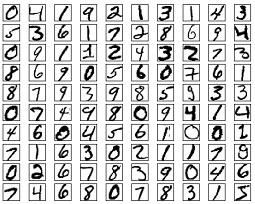 0 4 1 9 2 1 3 1 4 3
5 3 6 1 7 2 8 6 9 4
0 9 1 1 2 4 3 2 7 3
8 6 9 0 5 6 0 7 6 1
8 7 9 3 9 8 5 9 3 3
0 7 4 9 8 0 9 4 1 4
4 6 0 4 5 6 1 0 0 1
7 1 6 3 0 2 1 1 7 9
0 2 6 7 8 3 9 0 4 6
7 4 6 8 0 7 8 3 1 5